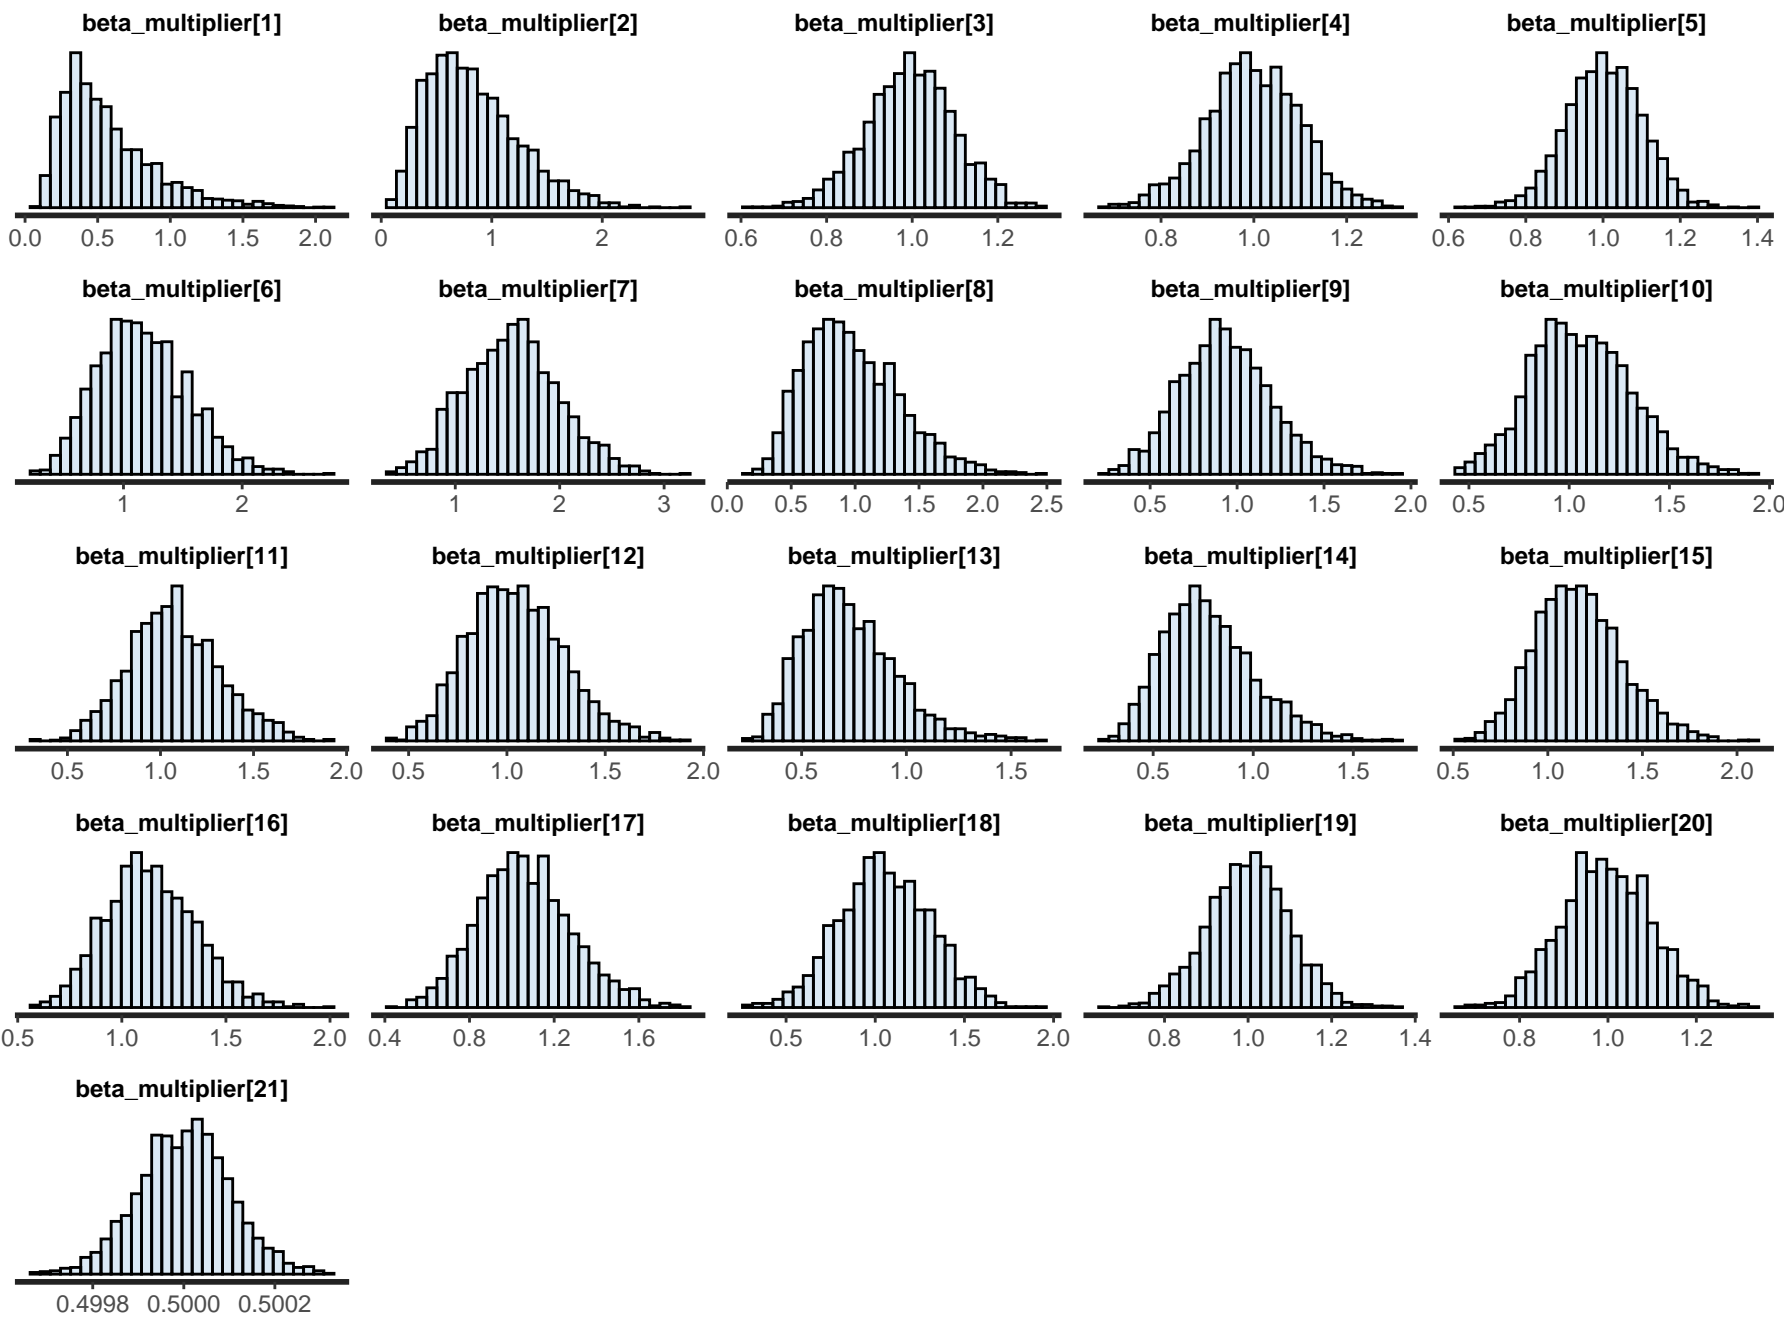 beta_multiplier[1] beta_multiplier[2] beta_multiplier[3] beta_multiplier[4] beta_multiplier[5]
0.0 0.5 1.0 1.5 2.0 0 1 2 0.6 0.8 1.0 1.2 0.8 1.0 1.2 0.6 0.8 1.0 1.2 1.4
beta_multiplier[6] beta_multiplier[7] beta_multiplier[8] beta_multiplier[9] beta_multiplier[10]
1 2 1 2 3 0.0 0.5 1.0 1.5 2.0 2.5 0.5 1.0 1.5 2.0 0.5 1.0 1.5 2.0
beta_multiplier[11] beta_multiplier[12] beta_multiplier[13] beta_multiplier[14] beta_multiplier[15]
0.5 1.0 1.5 2.0 0.5 1.0 1.5 2.0 0.5 1.0 1.5 0.5 1.0 1.5 0.5 1.0 1.5 2.0
beta_multiplier[16] beta_multiplier[17] beta_multiplier[18] beta_multiplier[19] beta_multiplier[20]
0.5 1.0 1.5 2.0 0.4 0.8 1.2 1.6 0.5 1.0 1.5 2.0 0.8 1.0 1.2 1.4 0.8 1.0 1.2
beta_multiplier[21]
0.4998 0.5000 0.5002